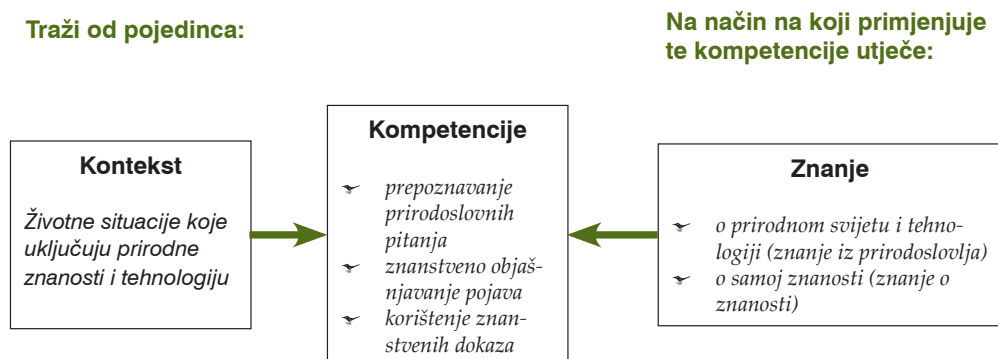 Traži od pojedinca:
Na način na koji primjenjuje
te kompetencije utječe:
Kontekst
Životne situacije koje
uključuju prirodne
znanosti i tehnologiju
Kompetencije
prepoznavanje
prirodoslovnih
pitanja
znanstveno objaš-
njavanje pojava
korištenje znan-
stvenih dokaza
Znanje
o prirodnom svijetu i tehno-
logiji (znanje iz prirodoslovlja)
o samoj znanosti (znanje o
znanosti)